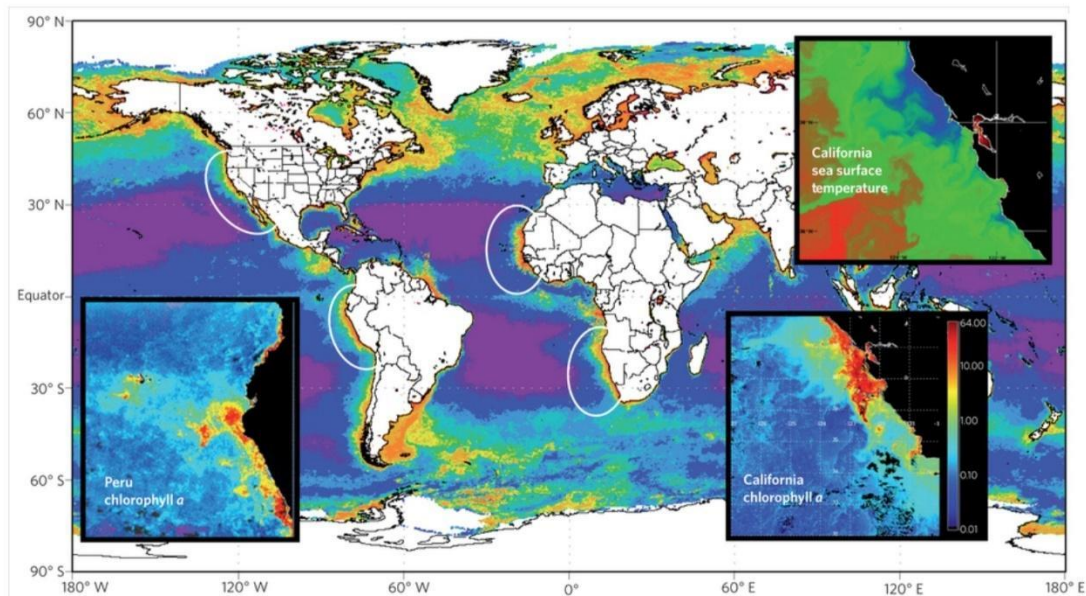 90° N
60° N
30° N
Equator
30° S
60° S
90° S
180° W
120° W
60° W
0°
60° E
120° E
180° E
California
sea surface
temperature
Peru
chlorophyll a
California
chlorophyll a
64.00
10.00
1.00
0.10
0.01